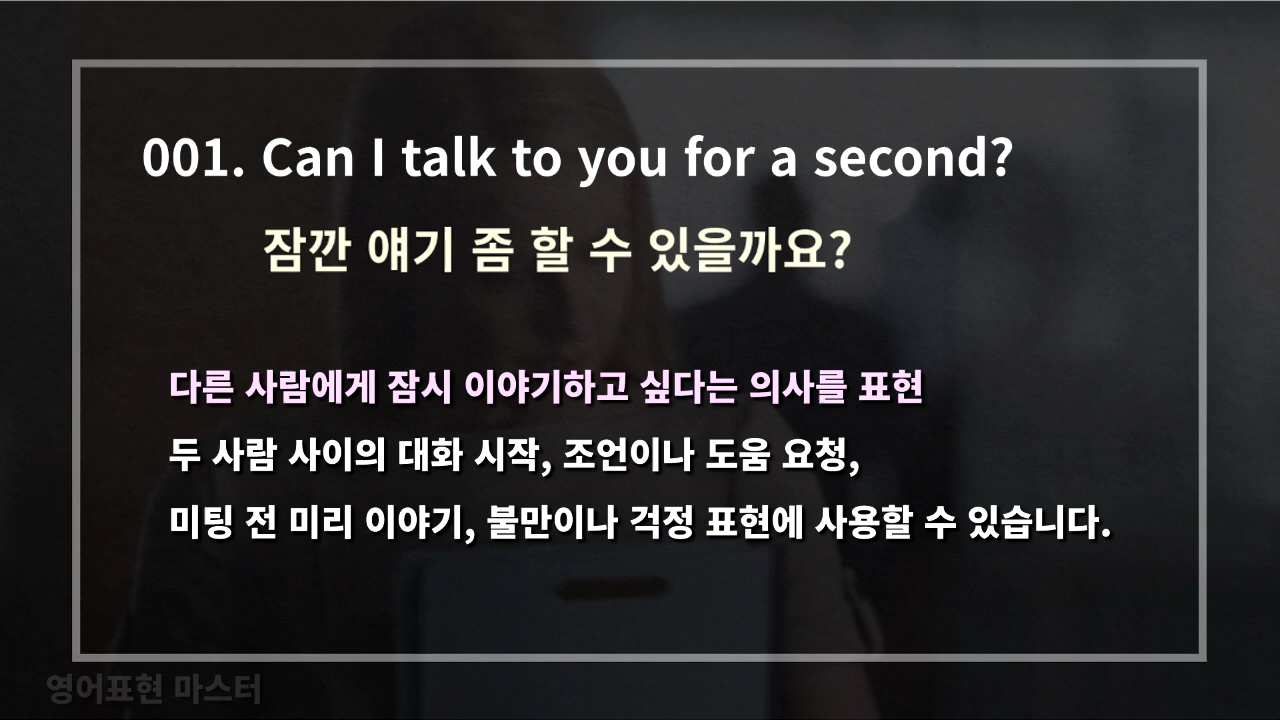 001. Can I talk to you for a second?
잠깐 얘기 좀 할 수 있을까요?
다른 사람에게 잠시 이야기하고 싶다는 의사를 표현
두 사람 사이의 대화 시작, 조언이나 도움 요청,
미팅 전 미리 이야기, 불만이나 걱정 표현에 사용할 수 있습니다.
영어표현 마스터